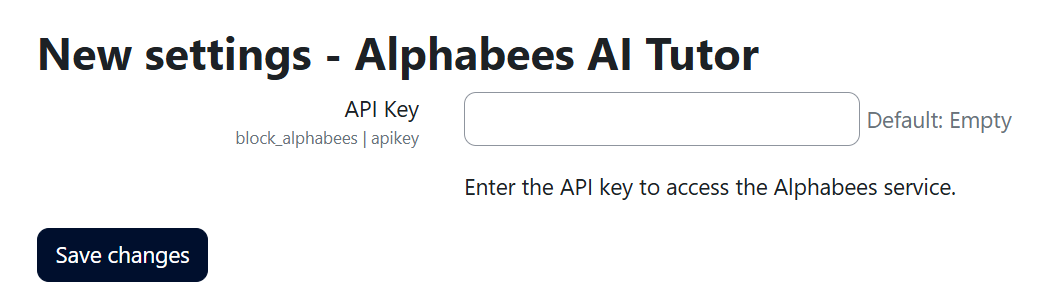 New settings - Alphabees AI Tutor
API Key
Default: Empty
block_alphabees | apikey
Enter the API key to access the Alphabees service.
Save changes